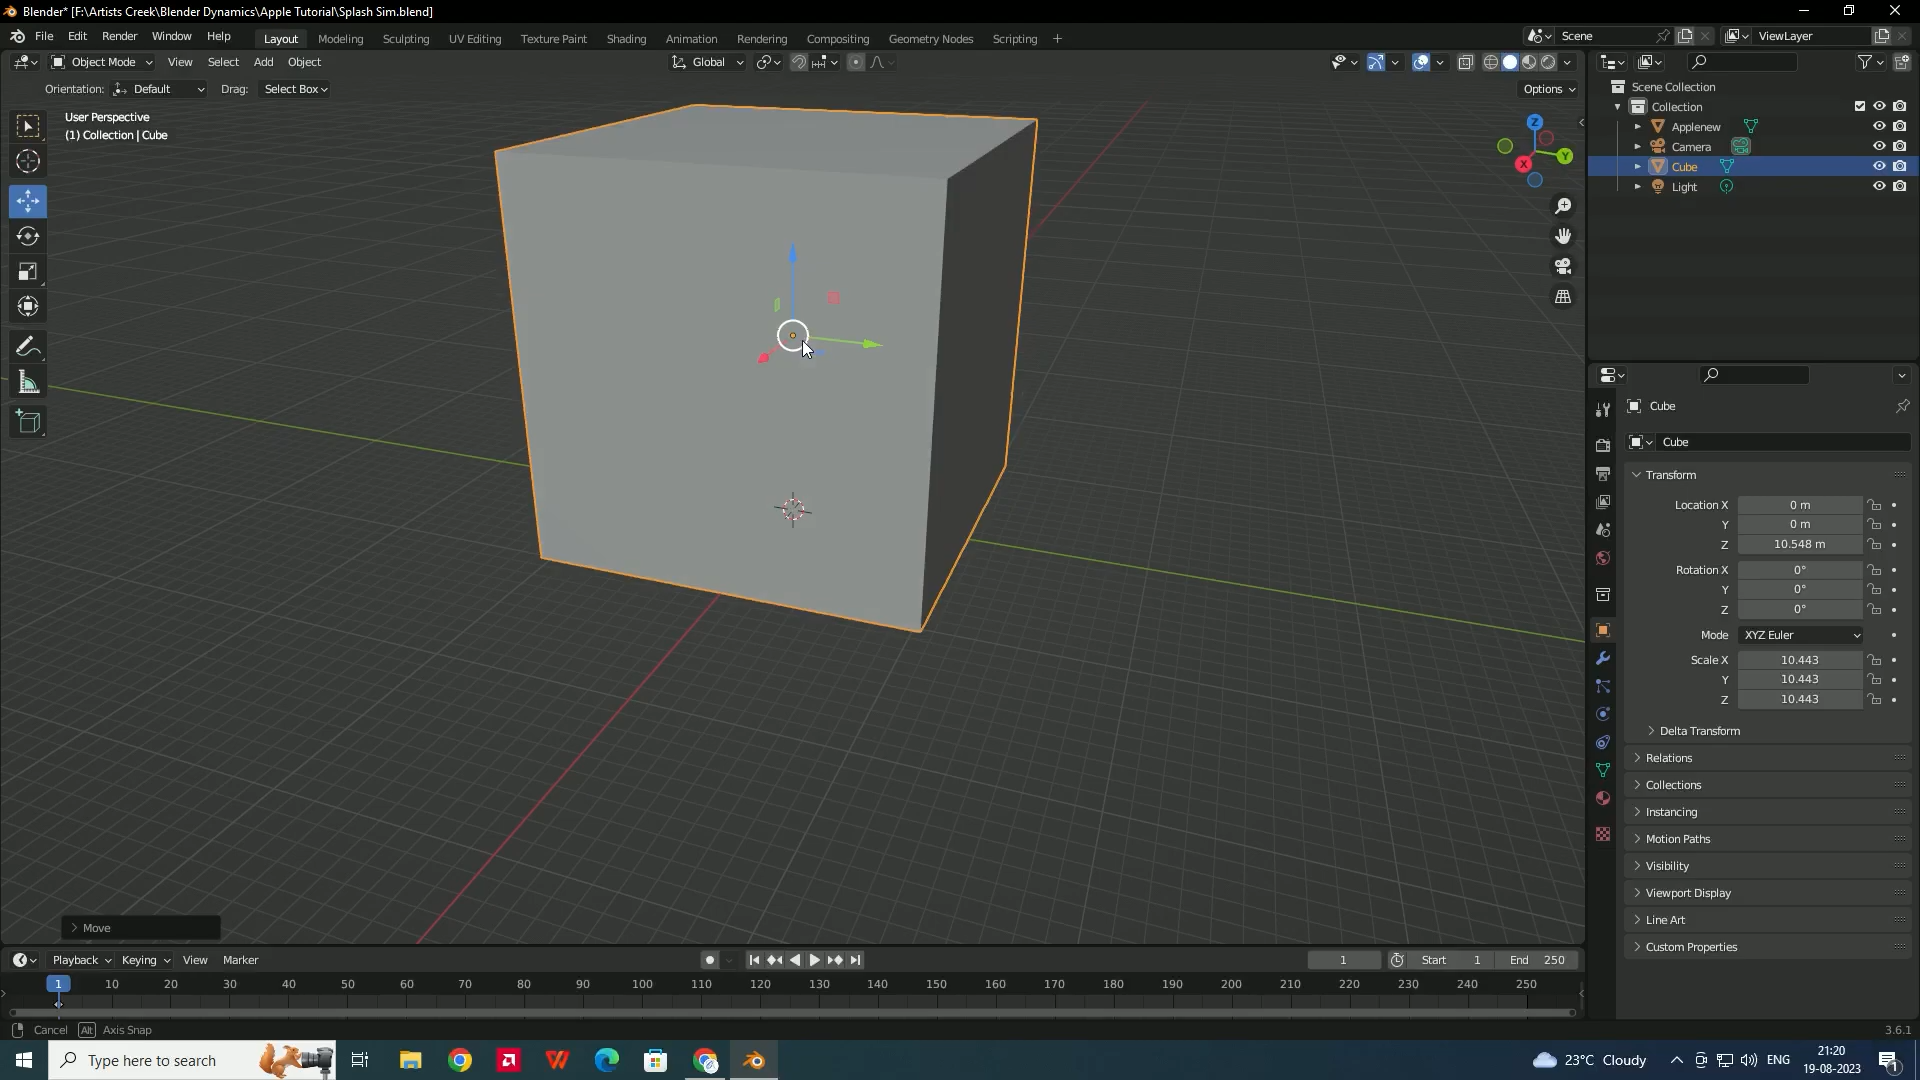 Blender* [F:\Artists Creek\Blender Dynamics\Apple Tutorial\Splash Sim.blend]
File Edit Render Window Help Layout Modeling Sculpting UV Editing Texture Paint Shading Animation Rendering Compositing Geometry Nodes Scripting + Scene ViewLayer
Object Mode View Select Add Object Global
Orientation: Default Drag: Select Box Options
User Perspective
(1) Collection | Cube
Z
Y
X
Scene Collection
Collection
Applenew
Camera
Cube
Light
Cube
Cube
Transform
Location X 0 m
Y 0 m
Z 10.548 m
Rotation X 0°
Y 0°
Z 0°
Mode XYZ Euler
Scale X 10.443
Y 10.443
Z 10.443
Delta Transform
Relations
Collections
Instancing
Motion Paths
Visibility
Viewport Display
Line Art
Custom Properties
Move
Playback Keying View Marker 1 Start 1 End 250
1 10 20 30 40 50 60 70 80 90 100 110 120 130 140 150 160 170 180 190 200 210 220 230 240 250
Cancel Alt Axis Snap 3.6.1
Type here to search 23°C Cloudy ENG 21:20
19-08-2023 1